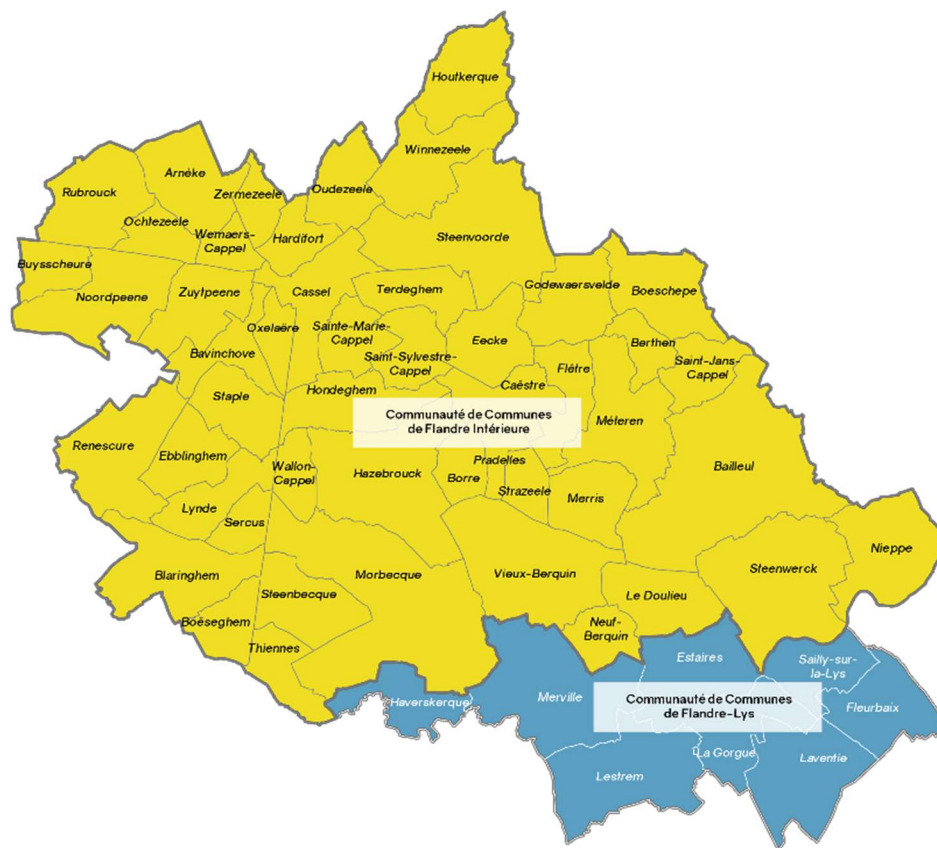 Houtkerque
Winnezeele
Arnèke
Rubrouck
Zermezeele
Oudezeele
Ochtezeele
Wemaers-
Cappel
Hardifort
Steenvoorde
Buysscheure
Noordpeene
Zuytpeene
Cassel
Terdeghem
Godewaersvelde
Boeschepe
Oxelaëre
Sainte-Marie-
Cappel
Eecke
Berthen
Bavinchove
Saint-Sylvestre-
Cappel
Flêtre
Saint-Jans-
Cappel
Caëstre
Staple
Hondeghem
Communauté de Communes
de Flandre Intérieure
Méteren
Renescure
Ebblinghem
Wallon-
Cappel
Hazebrouck
Borre
Pradelles
Strazeele
Merris
Bailleul
Lynde
Sercus
Nieppe
Blaringhem
Morbecque
Vieux-Berquin
Steenwerck
Steenbecque
Le Doulieu
Boëseghem
Neuf-
Berquin
Thiennes
Estaires
Sailly-sur-
la-Lys
Haverskerque
Merville
Communauté de Communes
de Flandre-Lys
Fleurbaix
La Gorgue
Laventie
Lestrem